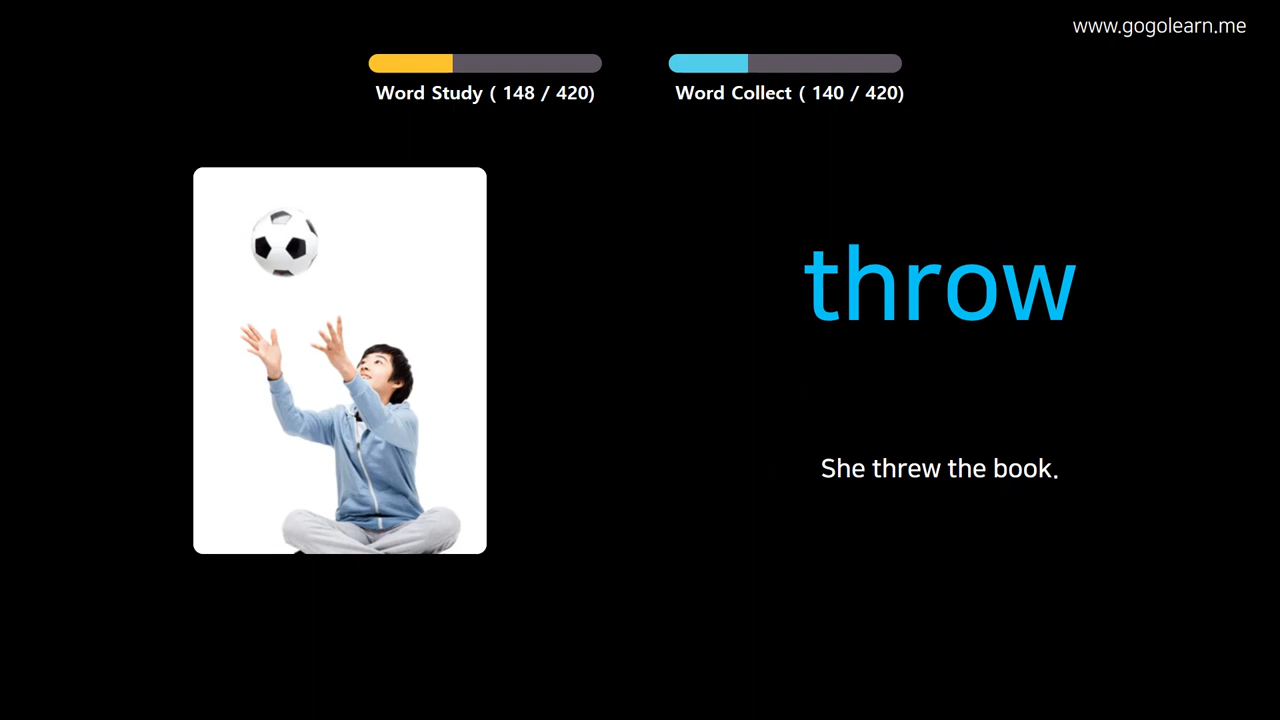 www.gogolearn.me
Word Study ( 148 / 420)
Word Collect ( 140 / 420)
throw
She threw the book.